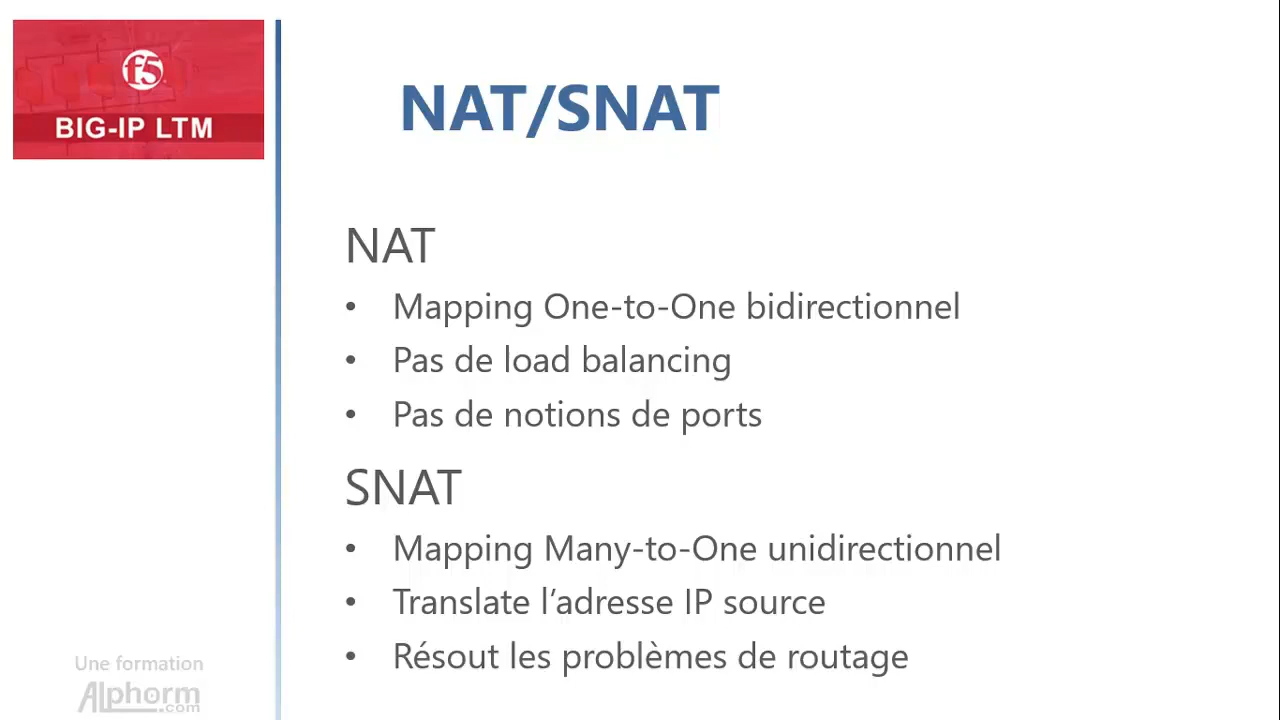 f5
BIG-IP LTM
NAT/SNAT
NAT
• Mapping One-to-One bidirectionnel
• Pas de load balancing
• Pas de notions de ports
SNAT
• Mapping Many-to-One unidirectionnel
• Translate l’adresse IP source
• Résout les problèmes de routage
Une formation
Alphorm
.com